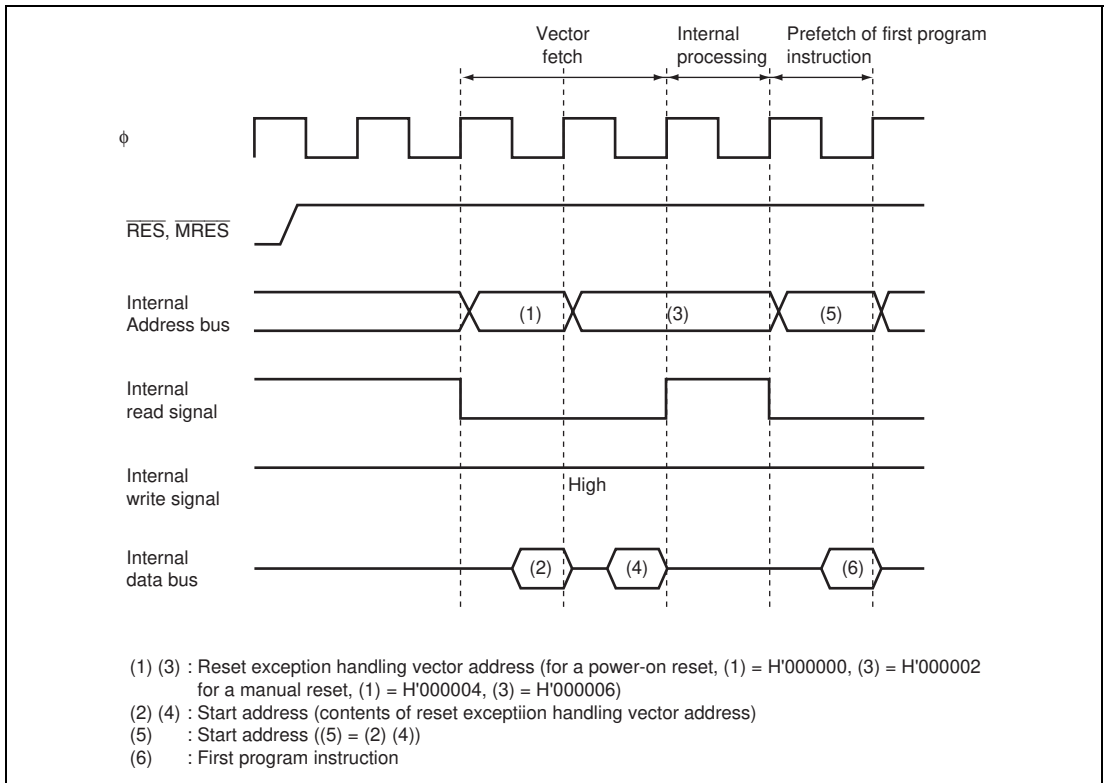 Vector
fetch
Internal
processing
Prefetch of first program
instruction
ϕ
RES, MRES
Internal
Address bus
(1)
(3)
(5)
Internal
read signal
Internal
write signal
High
Internal
data bus
(2)
(4)
(6)
(1) (3) : Reset exception handling vector address (for a power-on reset, (1) = H'000000, (3) = H'000002
for a manual reset, (1) = H'000004, (3) = H'000006)
(2) (4) : Start address (contents of reset exceptiion handling vector address)
(5) : Start address ((5) = (2) (4))
(6) : First program instruction